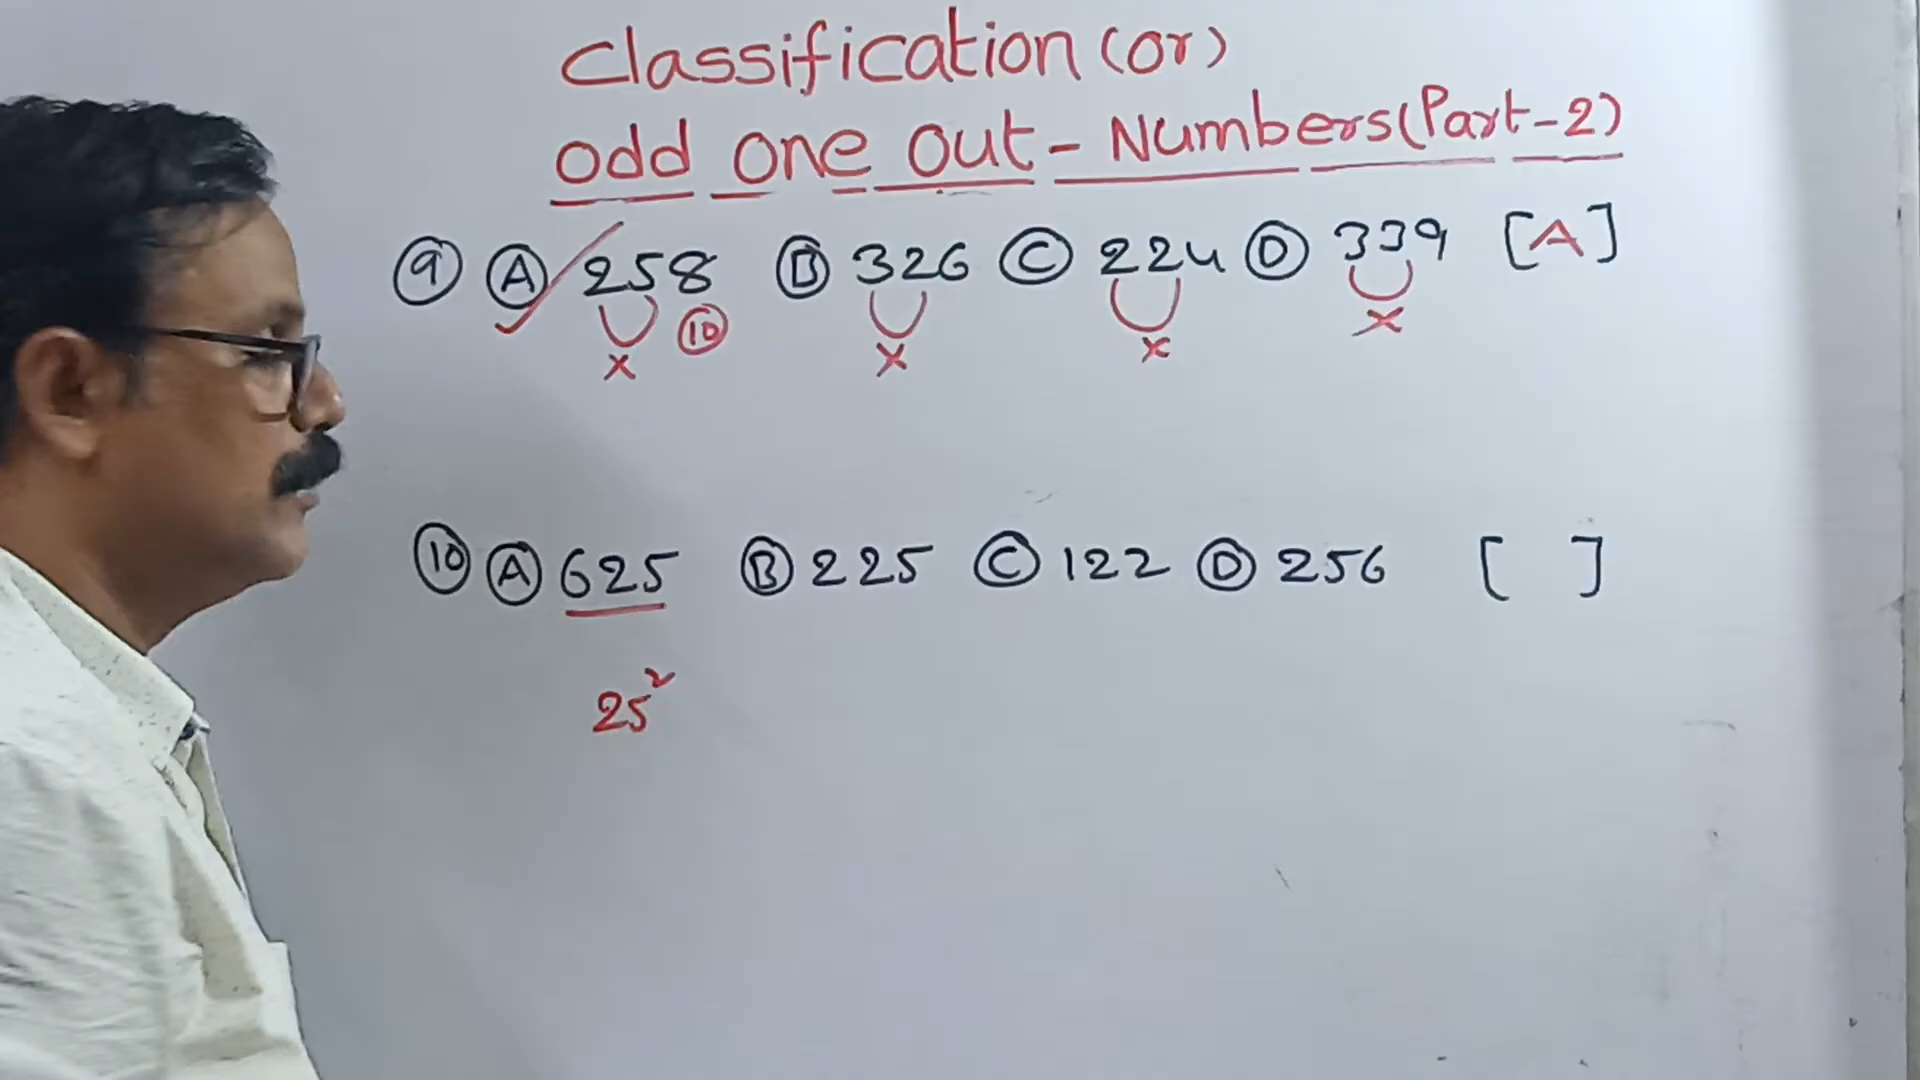 Classification (or)
odd one out - Numbers (Part-2)
9 A 258 B 326 C 224 D 339 [A]
x 10 x x x
10 A 625 B 225 C 122 D 256 [ ]
25²